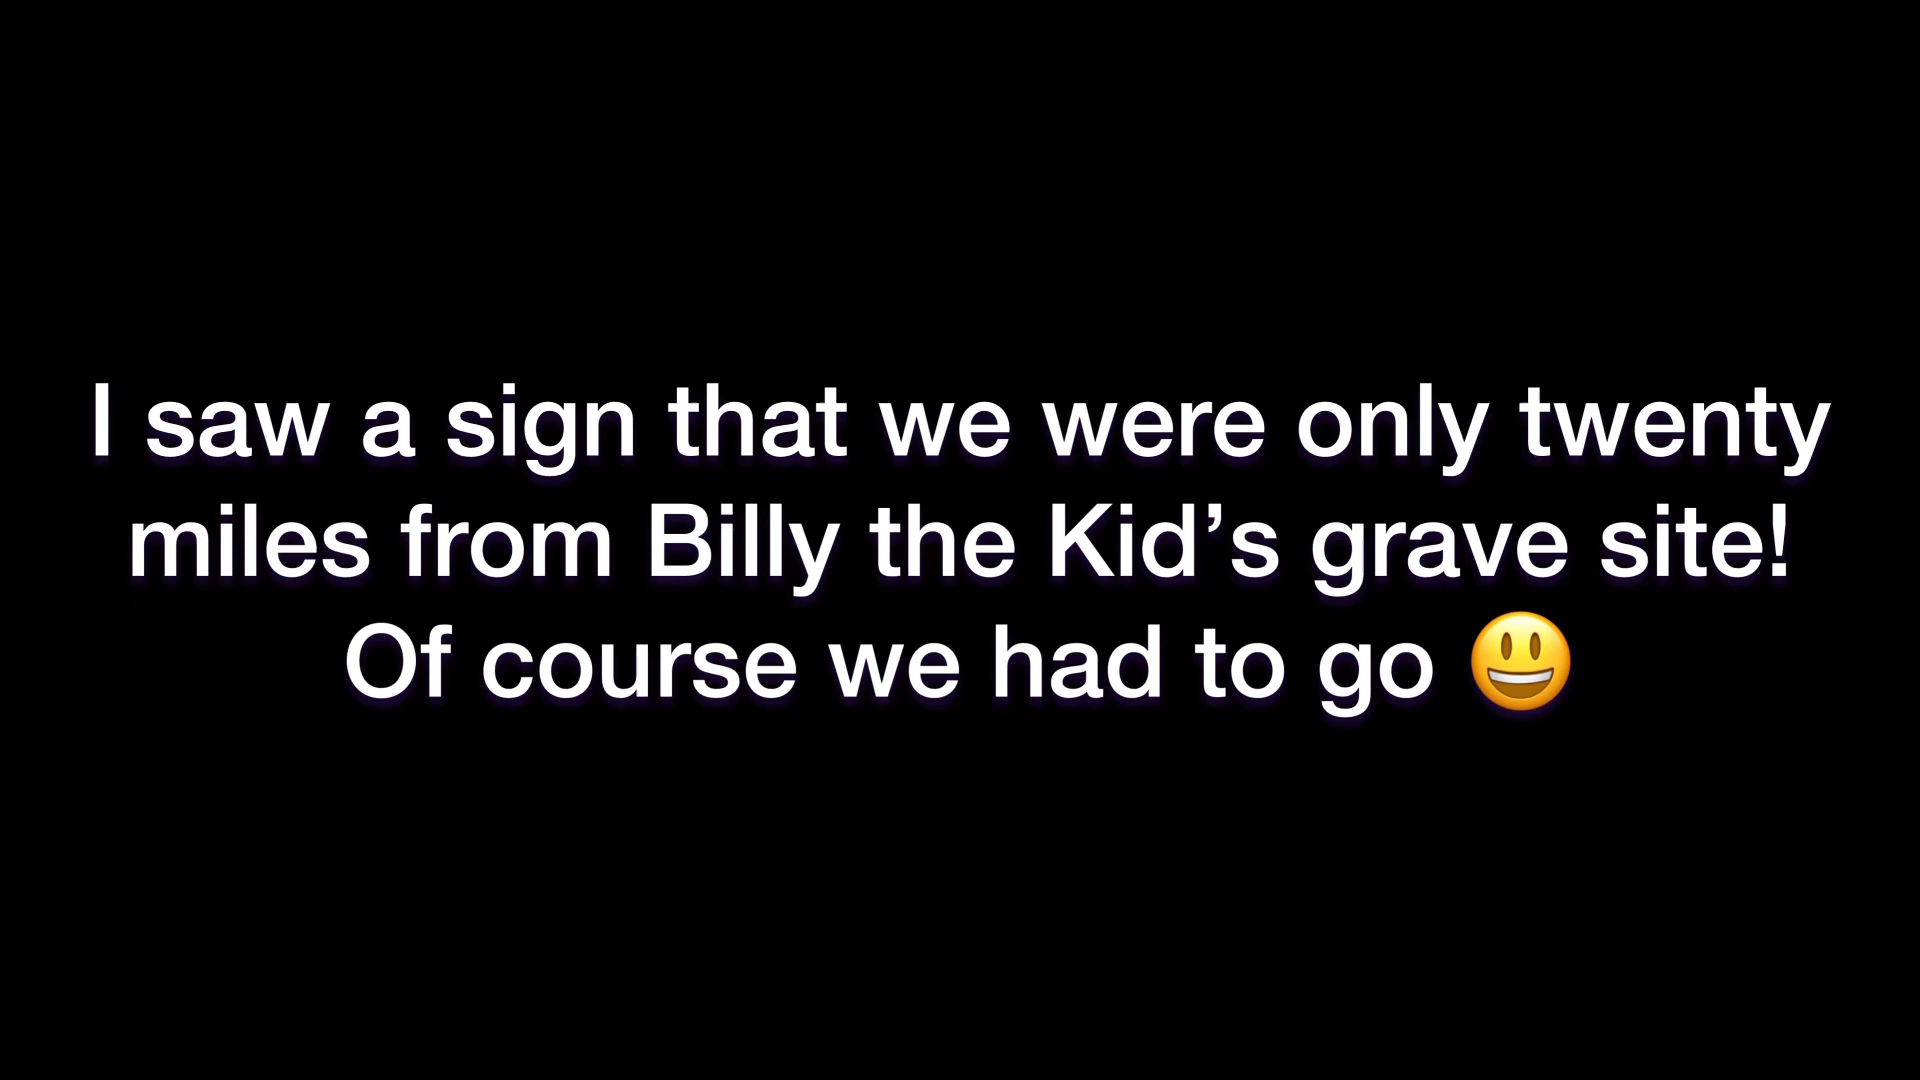 I saw a sign that we were only twenty
miles from Billy the Kid’s grave site!
Of course we had to go 😃